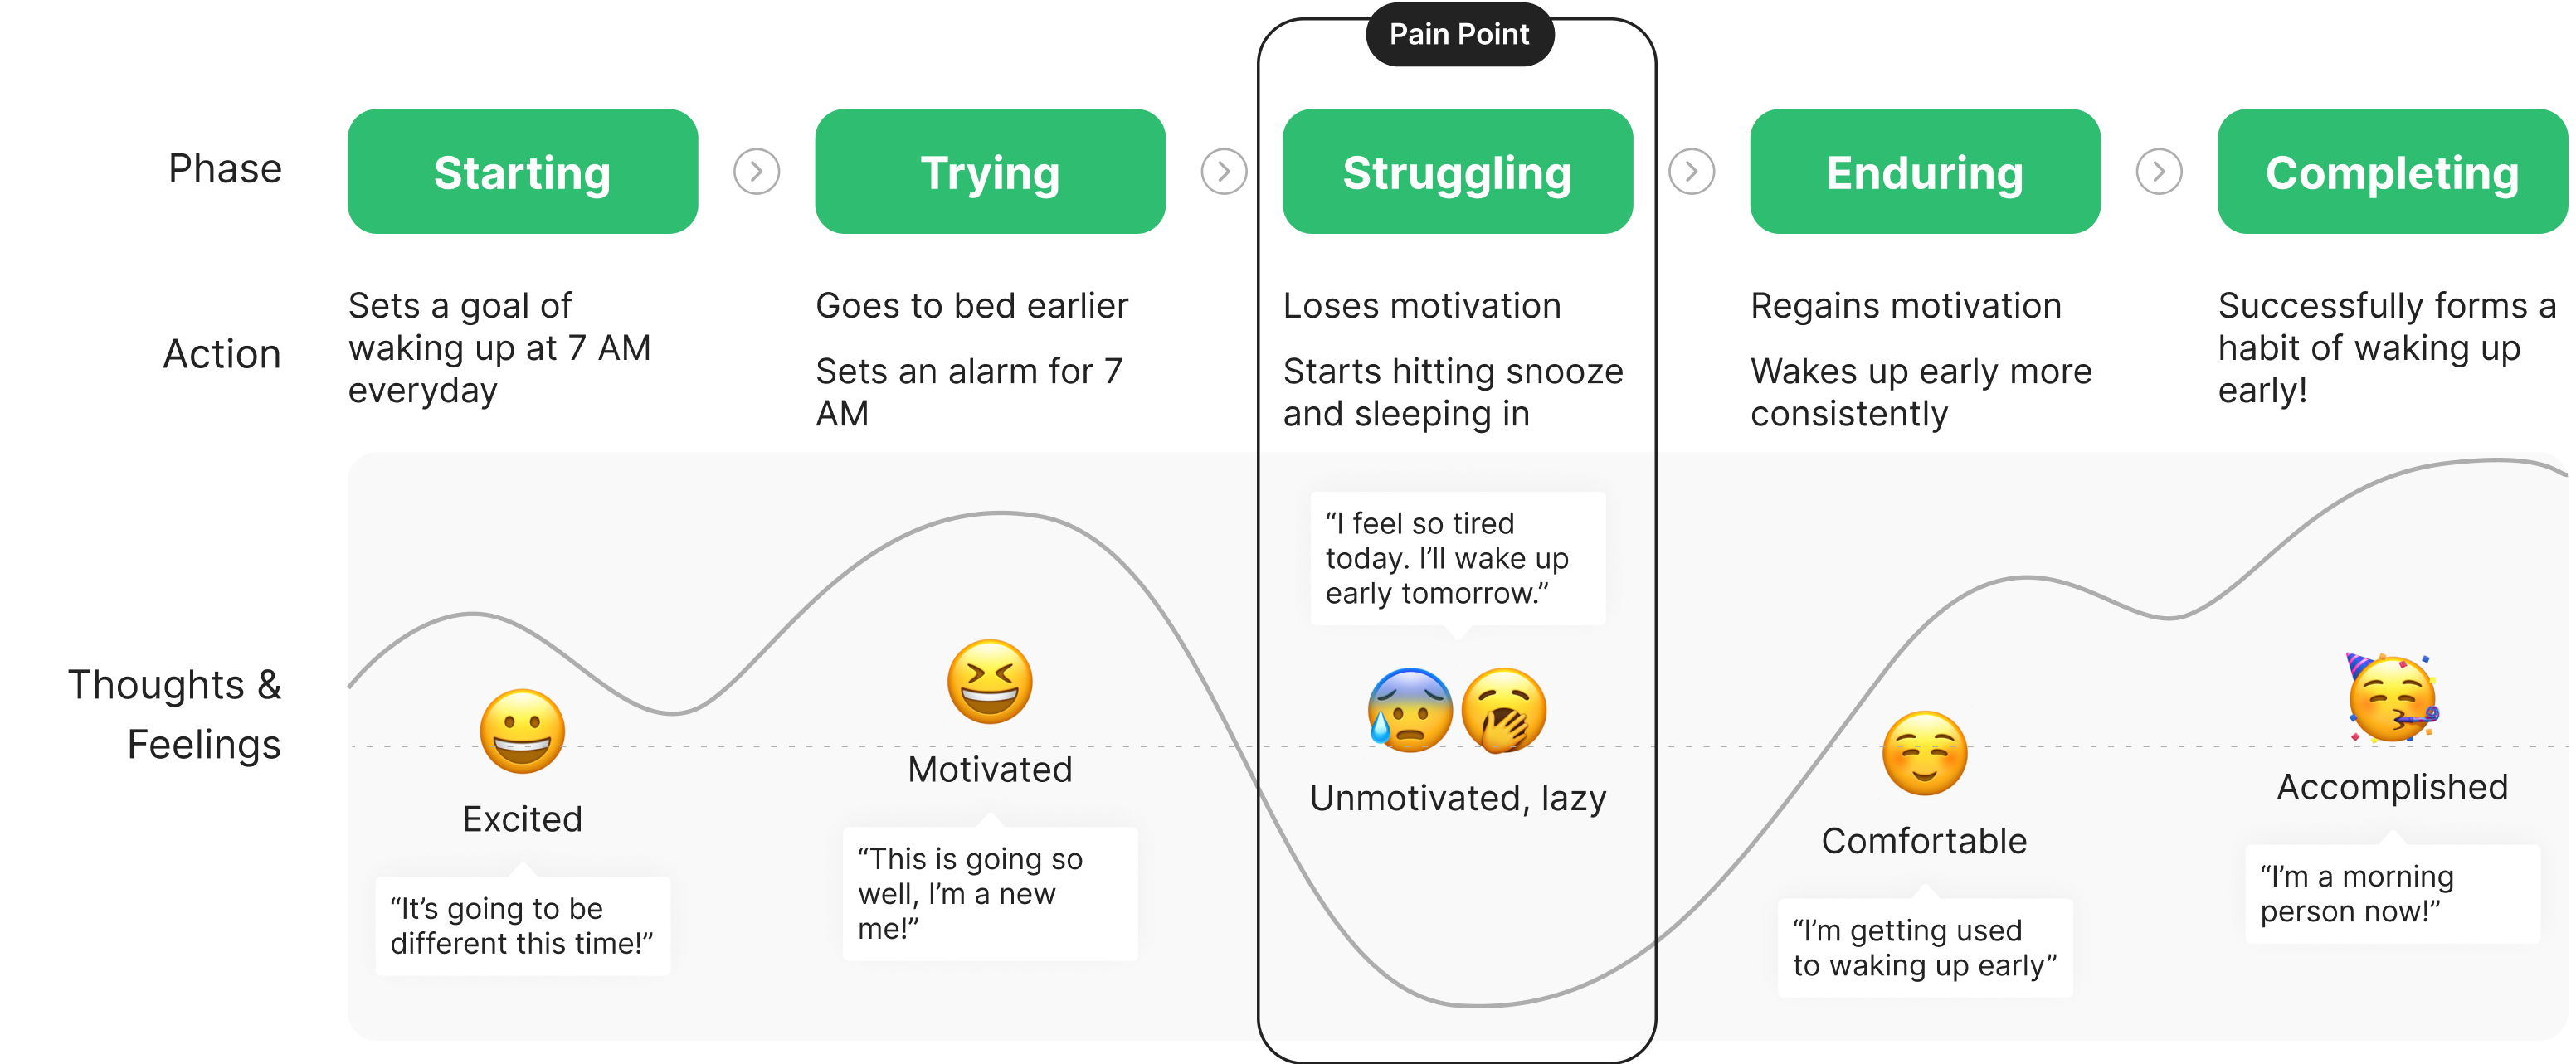 Pain Point
Phase
Starting
Trying
Struggling
Enduring
Completing
Action
Sets a goal of
waking up at 7 AM
everyday
Goes to bed earlier
Sets an alarm for 7
AM
Loses motivation
Starts hitting snooze
and sleeping in
Regains motivation
Wakes up early more
consistently
Successfully forms a
habit of waking up
early!
Thoughts &
Feelings
Excited
“It’s going to be
different this time!”
Motivated
“This is going so
well, I’m a new
me!”
“I feel so tired
today. I’ll wake up
early tomorrow.”
Unmotivated, lazy
Comfortable
“I’m getting used
to waking up early”
Accomplished
“I’m a morning
person now!”